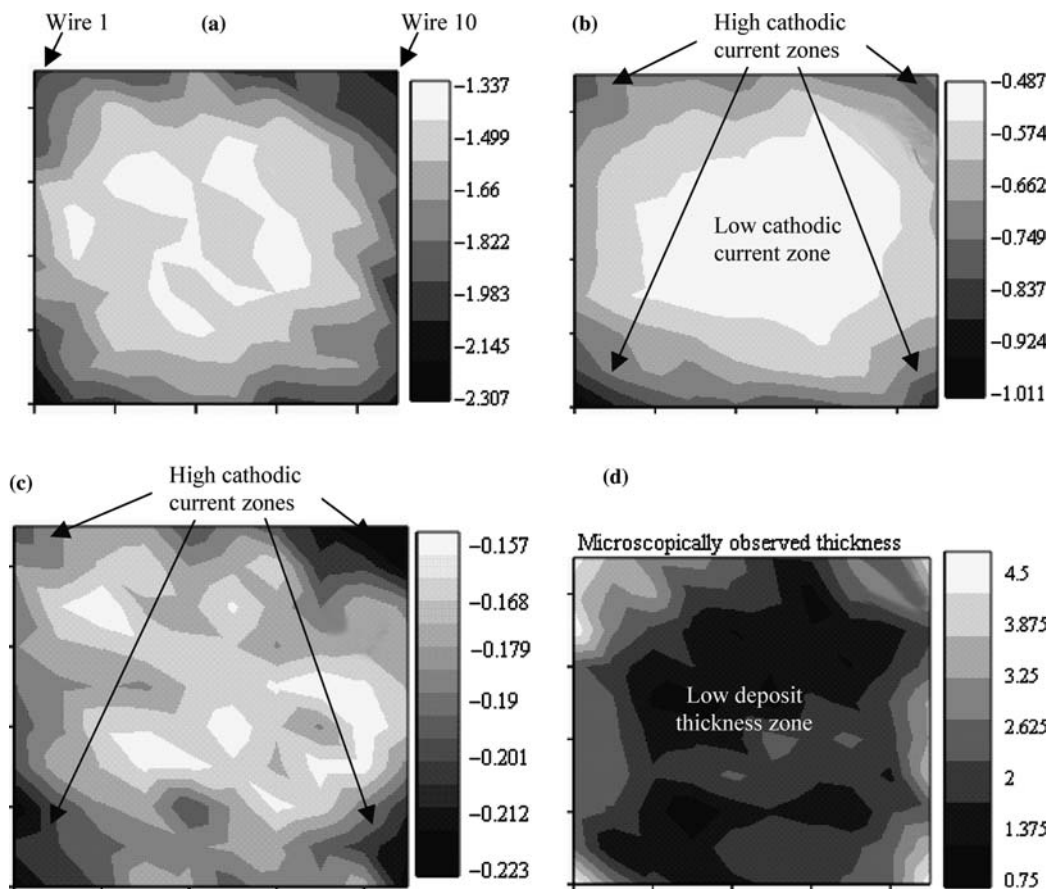 Wire 1
(a)
Wire 10
-1.337
-1.499
-1.66
-1.822
-1.983
-2.145
-2.307
(b)
High cathodic
current zones
Low cathodic
current zone
-0.487
-0.574
-0.662
-0.749
-0.837
-0.924
-1.011
(c)
High cathodic
current zones
-0.157
-0.168
-0.179
-0.19
-0.201
-0.212
-0.223
(d)
Microscopically observed thickness
Low deposit
thickness zone
4.5
3.875
3.25
2.625
2
1.375
0.75